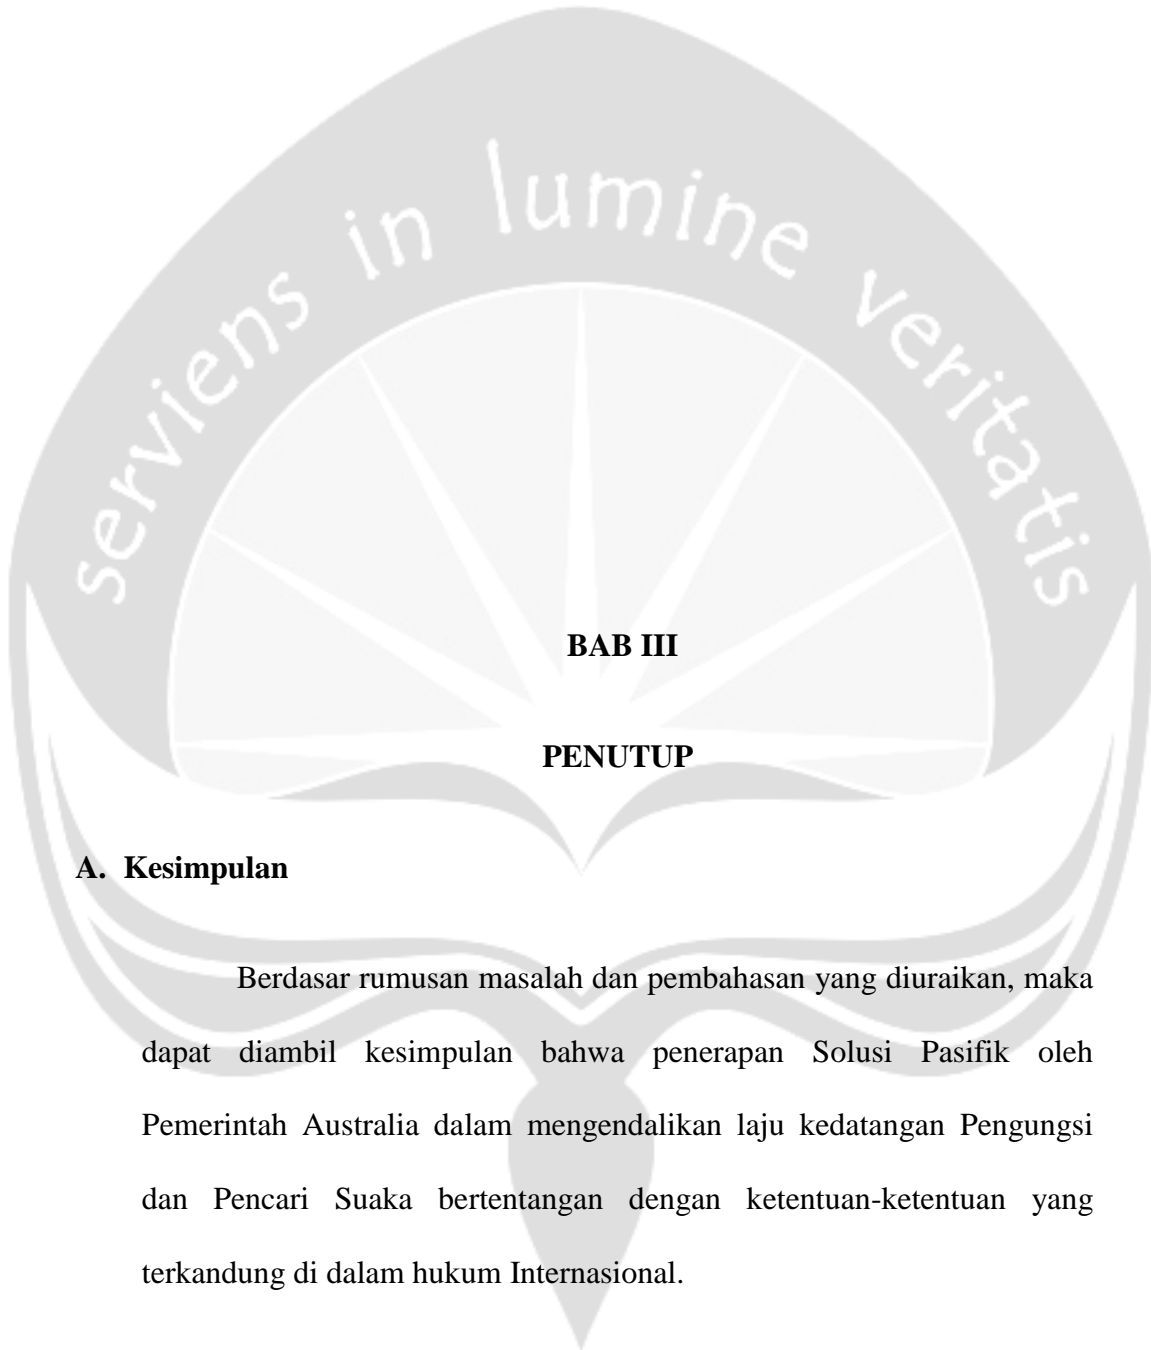 serviens in lumine veritatis
BAB III
PENUTUP
A. Kesimpulan
Berdasar rumusan masalah dan pembahasan yang diuraikan, maka
dapat diambil kesimpulan bahwa penerapan Solusi Pasifik oleh
Pemerintah Australia dalam mengendalikan laju kedatangan Pengungsi
dan Pencari Suaka bertentangan dengan ketentuan-ketentuan yang
terkandung di dalam hukum Internasional.